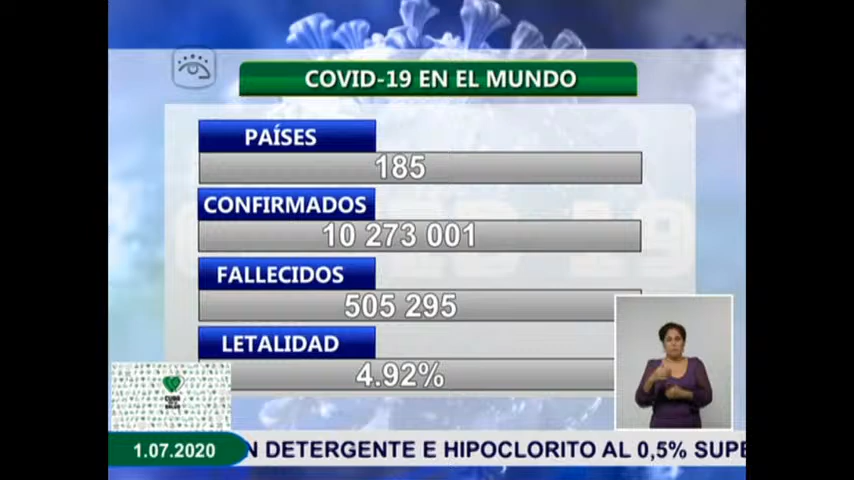 COVID-19 EN EL MUNDO
PAÍSES
185
CONFIRMADOS
10 273 001
FALLECIDOS
505 295
LETALIDAD
4.92%
CUBA
1.07.2020
N DETERGENTE E HIPOCLORITO AL 0,5% SUPE